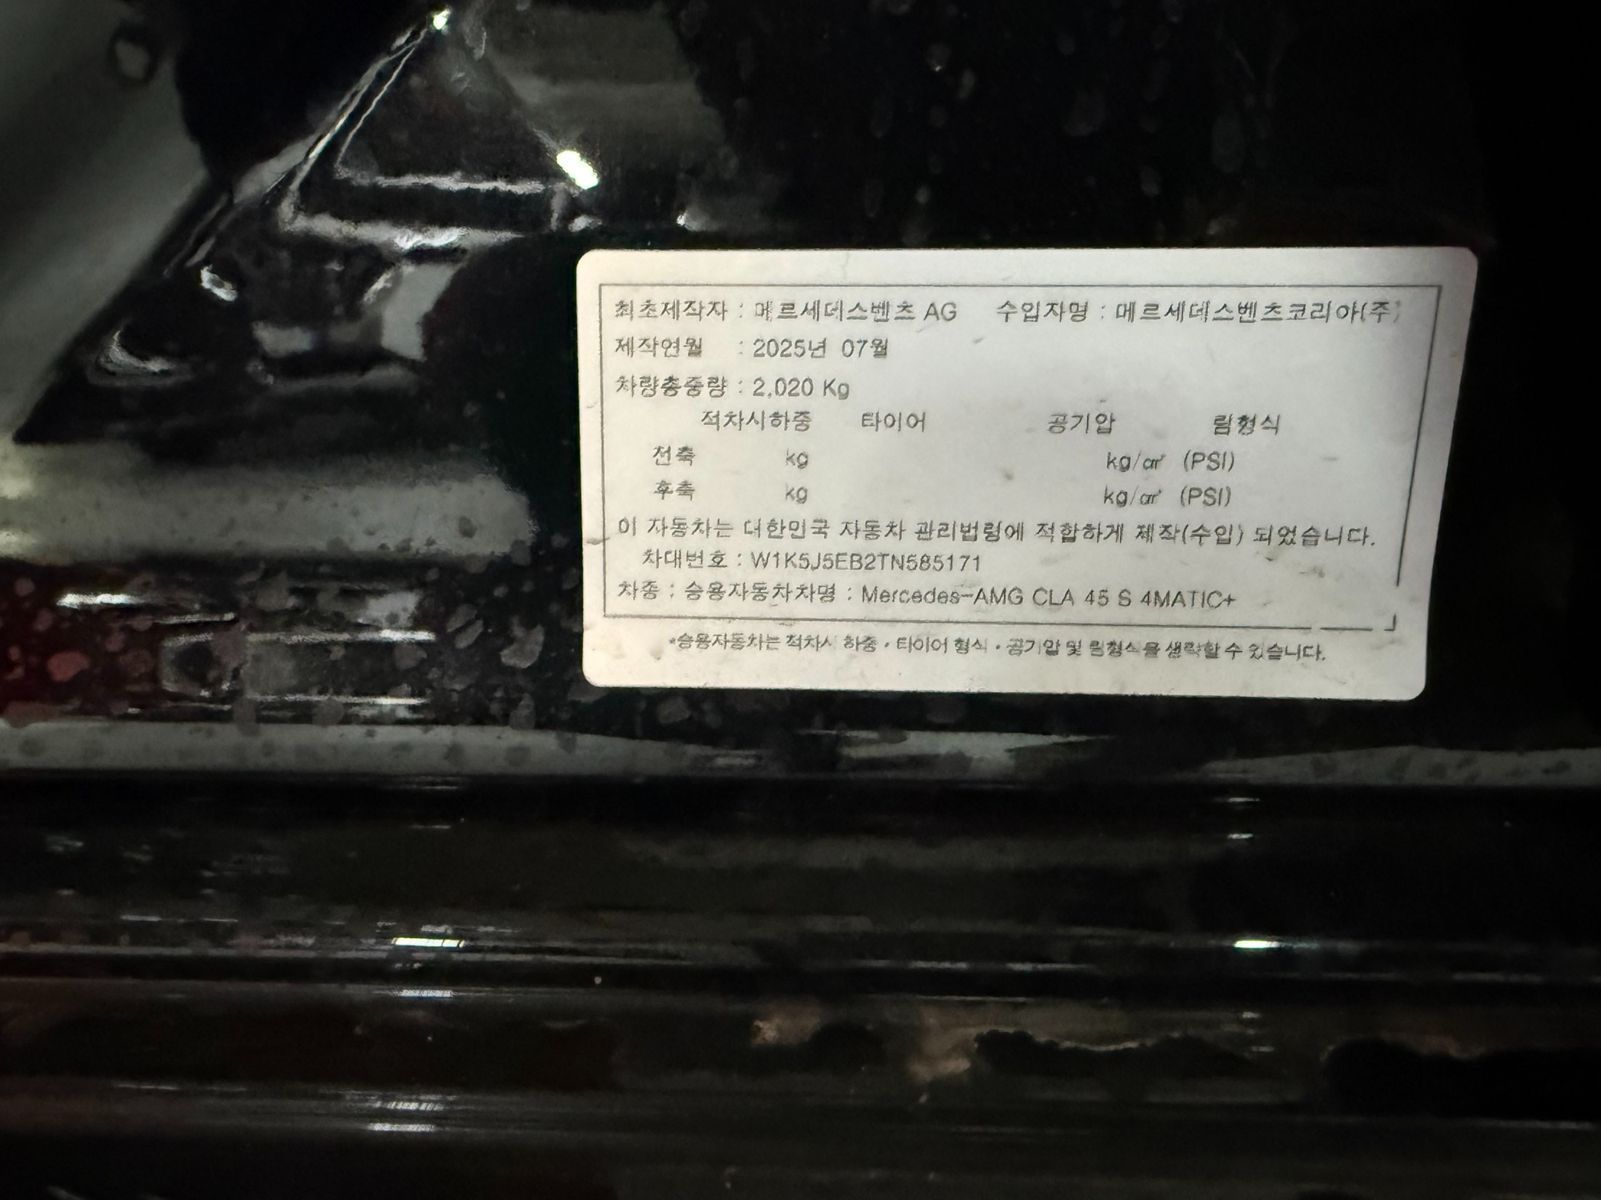 최초제작자 : 메르세데스벤츠 AG 수입자명 : 메르세데스벤츠코리아(주)
제작연월 : 2025년 07월
차량총중량 : 2,020 Kg
적차시하중 타이어 공기압 림형식
전축 kg kg/㎠ (PSI)
후축 kg kg/㎠ (PSI)
이 자동차는 대한민국 자동차 관리법령에 적합하게 제작(수입) 되었습니다.
차대번호 : W1K5J5EB2TN585171
차종 : 승용자동차차명 : Mercedes-AMG CLA 45 S 4MATIC+
*승용자동차는 적차시 하중·타이어 형식·공기압 및 림형식을 생략할 수 있습니다.